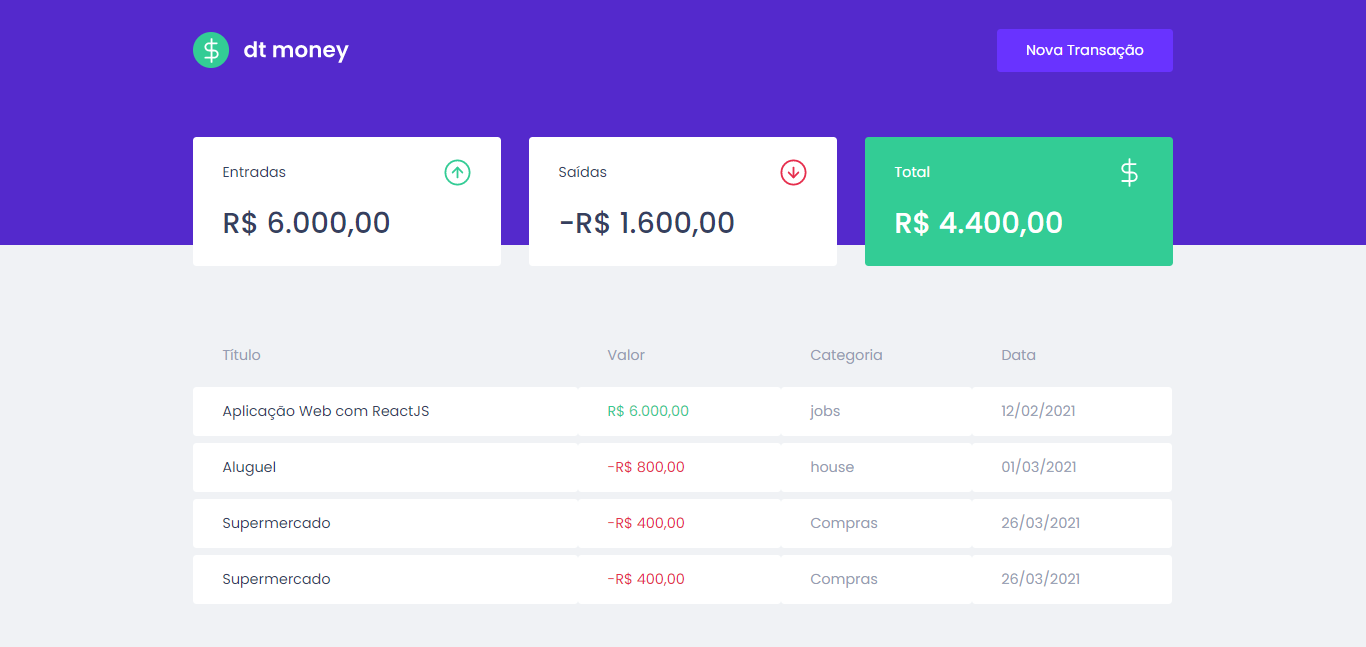 $ dt money
Nova Transação
Entradas
R$ 6.000,00
Saídas
-R$ 1.600,00
Total $
R$ 4.400,00
Título Valor Categoria Data
Aplicação Web com ReactJS R$ 6.000,00 jobs 12/02/2021
Aluguel -R$ 800,00 house 01/03/2021
Supermercado -R$ 400,00 Compras 26/03/2021
Supermercado -R$ 400,00 Compras 26/03/2021